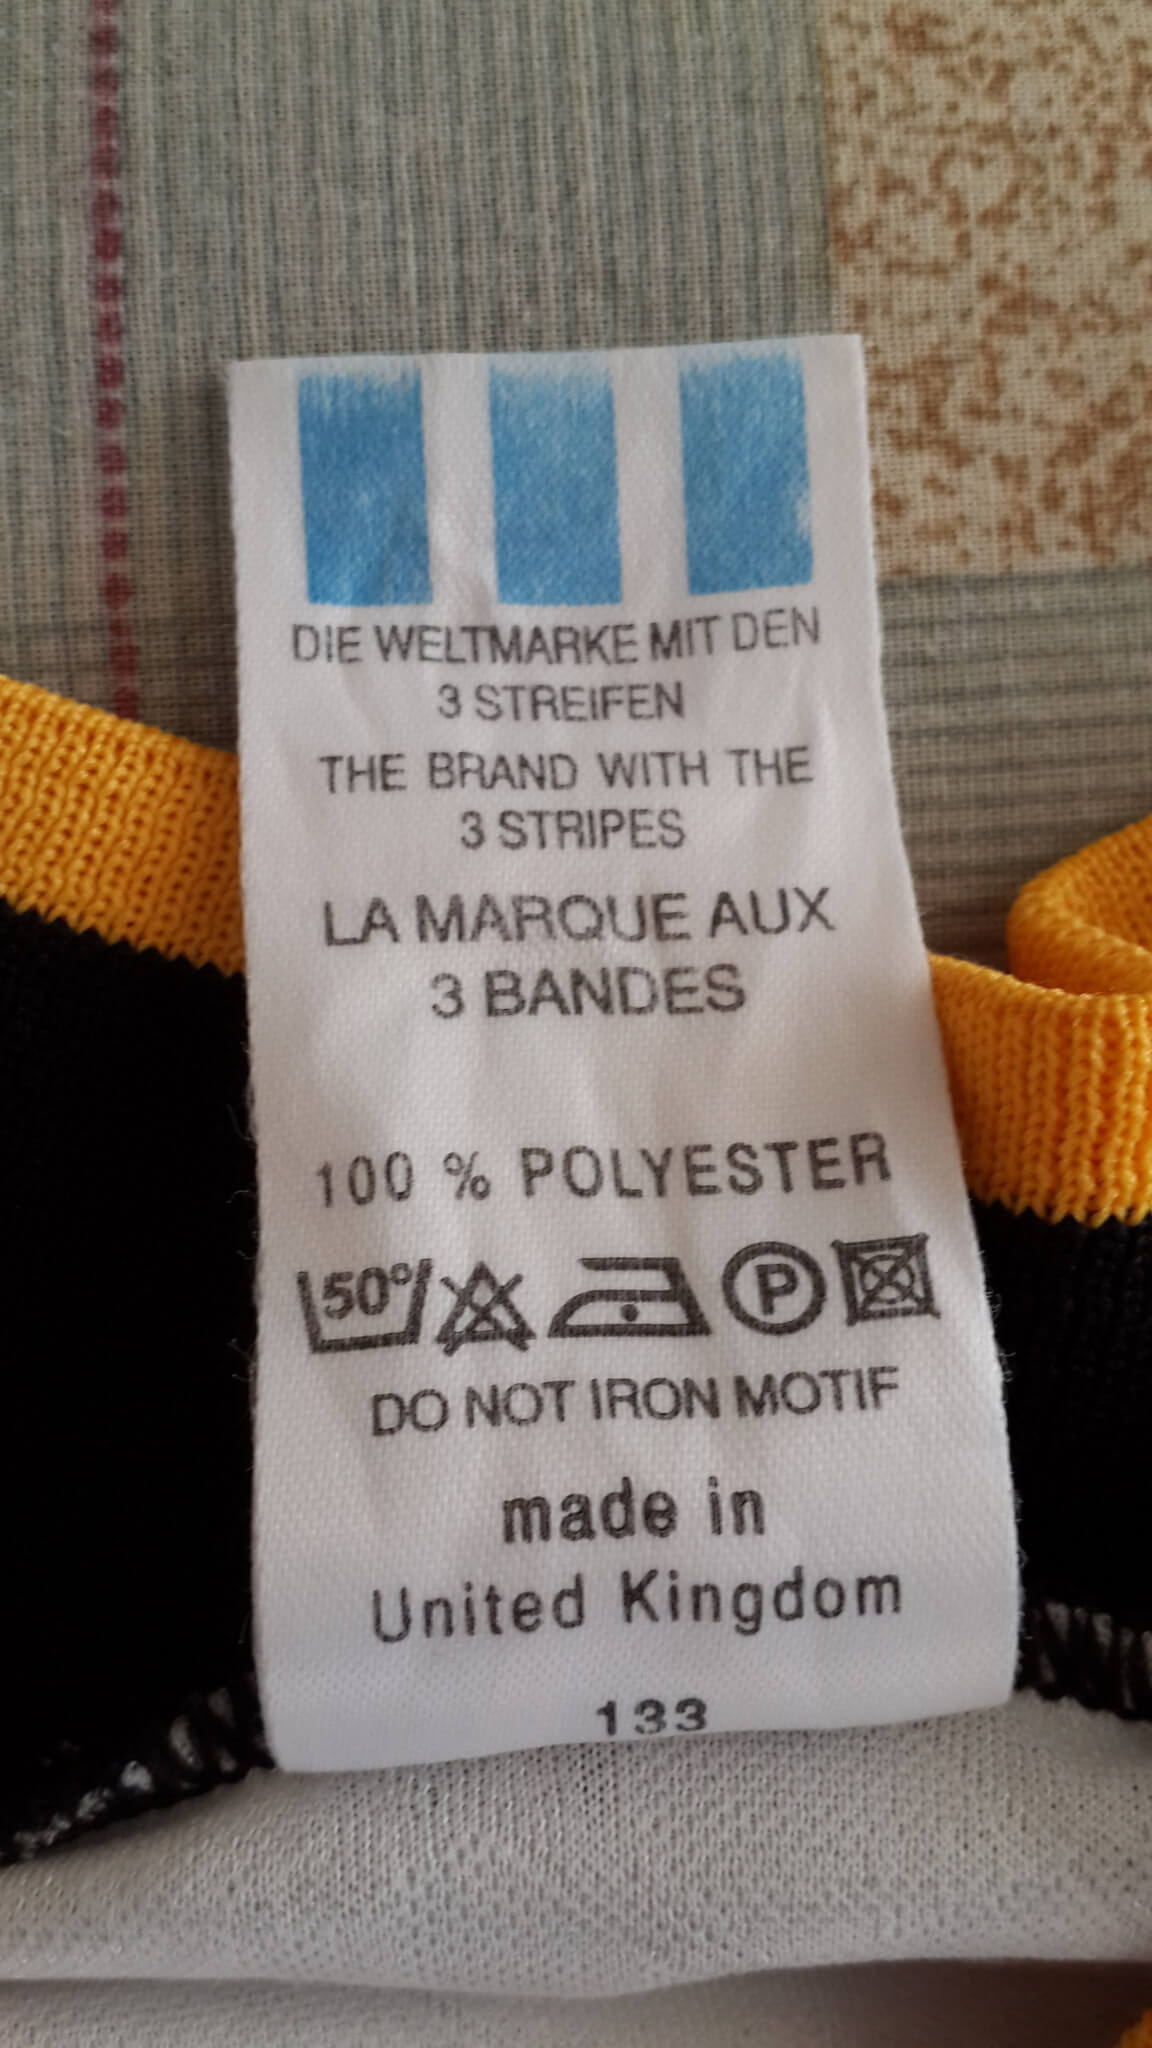 DIE WELTMARKE MIT DEN
3 STREIFEN
THE BRAND WITH THE
3 STRIPES
LA MARQUE AUX
3 BANDES
100 % POLYESTER
50° P
DO NOT IRON MOTIF
made in
United Kingdom
133